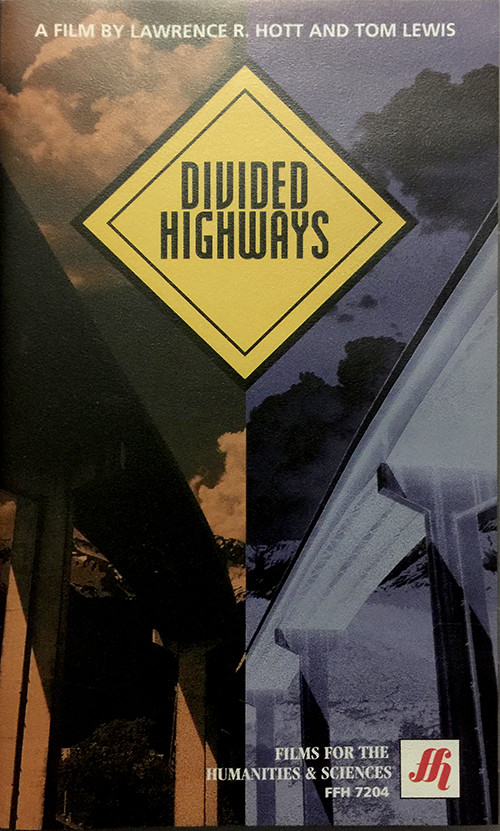 A FILM BY LAWRENCE R. HOTT AND TOM LEWIS
DIVIDED
HIGHWAYS
FILMS FOR THE
HUMANITIES & SCIENCES
FFH 7204
ffh